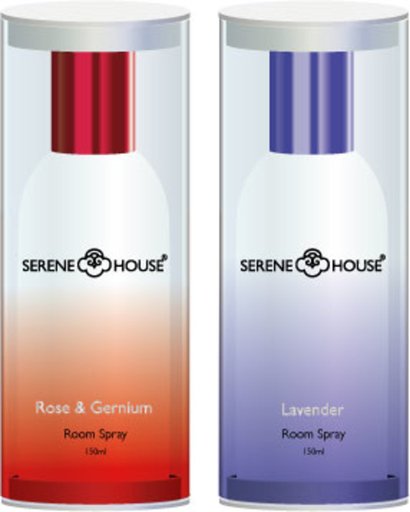 SERENE HOUSE®
Rose & Gernium
Room Spray
150ml
SERENE HOUSE®
Lavender
Room Spray
150ml